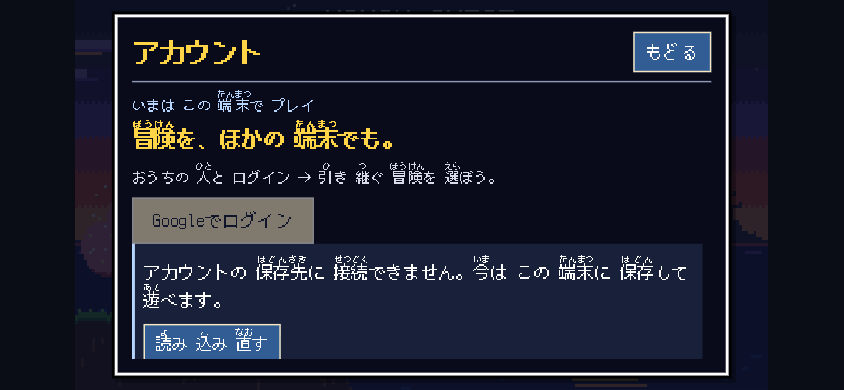 アカウント
もどる
いまは この 端末で プレイ
冒険を、ほかの 端末でも。
おうちの 人と ログイン → 引き 継ぐ 冒険を 選ぼう。
Googleでログイン
アカウントの 保存先に 接続できません。今は この 端末に 保存して
遊べます。
読み 込み 直す